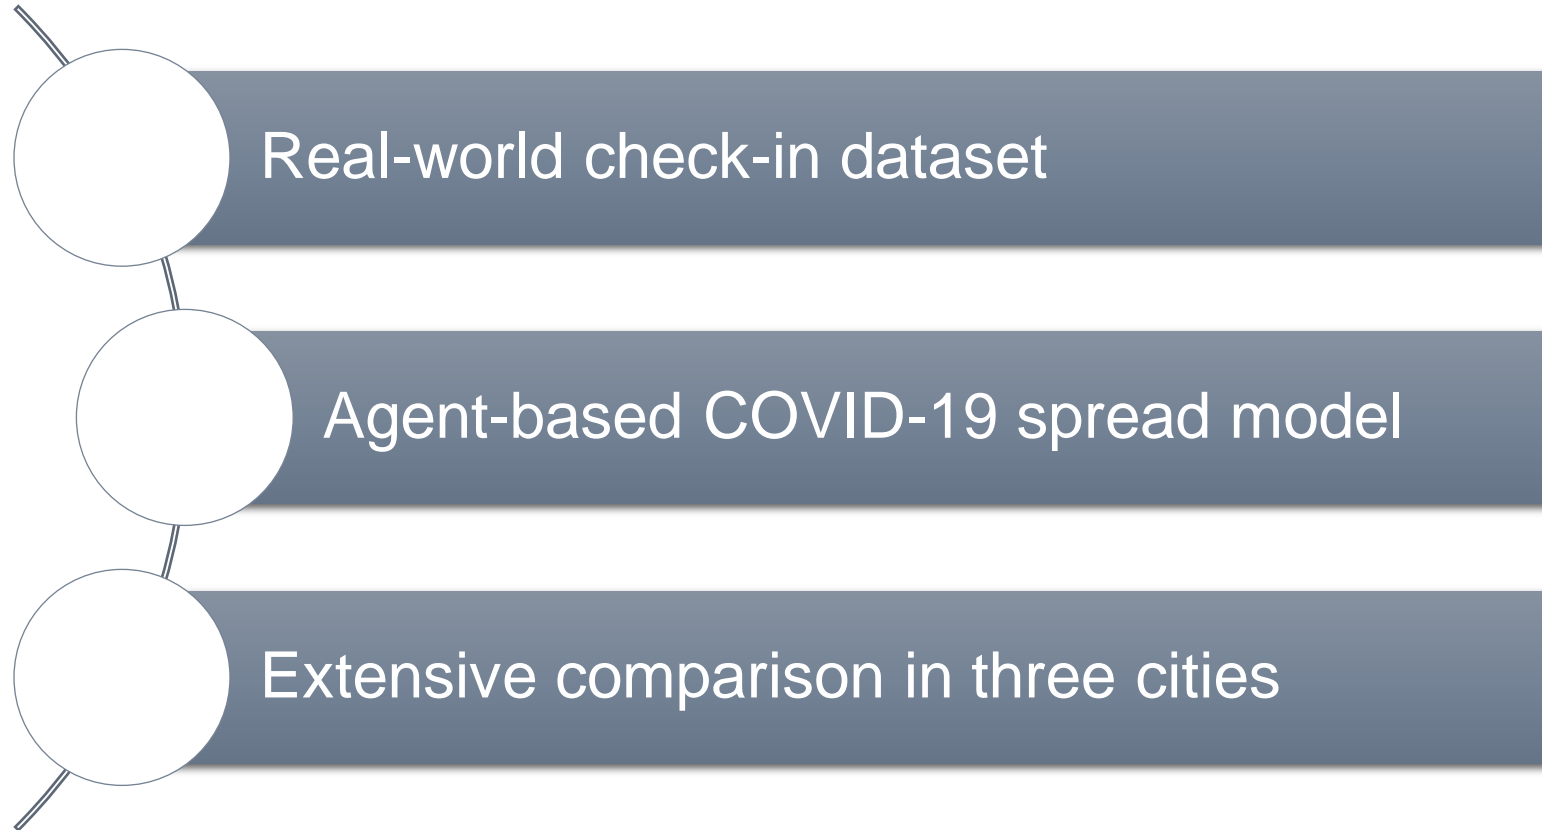 Real-world check-in dataset
Agent-based COVID-19 spread model
Extensive comparison in three cities